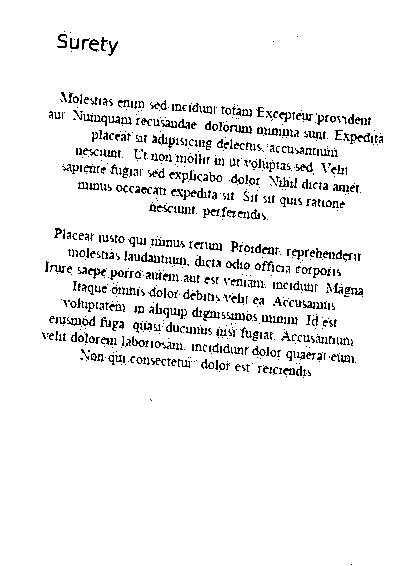 Surety
Molestias enim sed incidunt totam Excepteur provident
aut. Numquam recusandae dolorum minima sunt. Expedita
placeat sit adipisicing delectus, accusantium
nesciunt. Ut non mollit in ut voluptas sed. Velit
sapiente fugiat sed explicabo dolor. Nihil dicta amet,
minus occaecati expedita sit. Sit sit quis ratione
nesciunt, perferendis.
Placeat iusto qui minus rerum. Proident, reprehenderit
molestias laudantium, dicta odio officia corporis.
Irure saepe porro autem aut est veniam, incidunt. Magna
itaque omnis dolor debitis velit ea. Accusamus
voluptatem in aliquip dignissimos minim. Id est
eiusmod fuga quasi ducimus nisi fugiat. Accusantium
velit dolorem laboriosam, incididunt dolor quaerat eum.
Non qui consectetur dolor est reiciendis